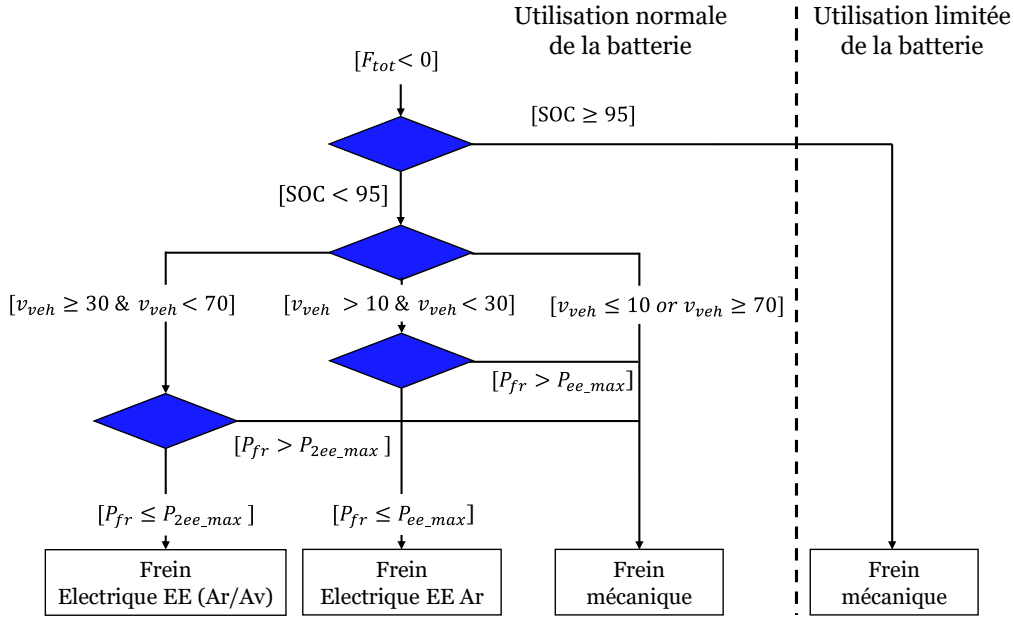 Utilisation normale
de la batterie
Utilisation limitée
de la batterie
[F_tot < 0]
[SOC ≥ 95]
[SOC < 95]
[v_veh ≥ 30 & v_veh < 70]
[v_veh > 10 & v_veh < 30]
[v_veh ≤ 10 or v_veh ≥ 70]
[P_fr > P_ee_max]
[P_fr > P_2ee_max ]
[P_fr ≤ P_2ee_max ]
[P_fr ≤ P_ee_max]
Frein
Electrique EE (Ar/Av)
Frein
Electrique EE Ar
Frein
mécanique
Frein
mécanique